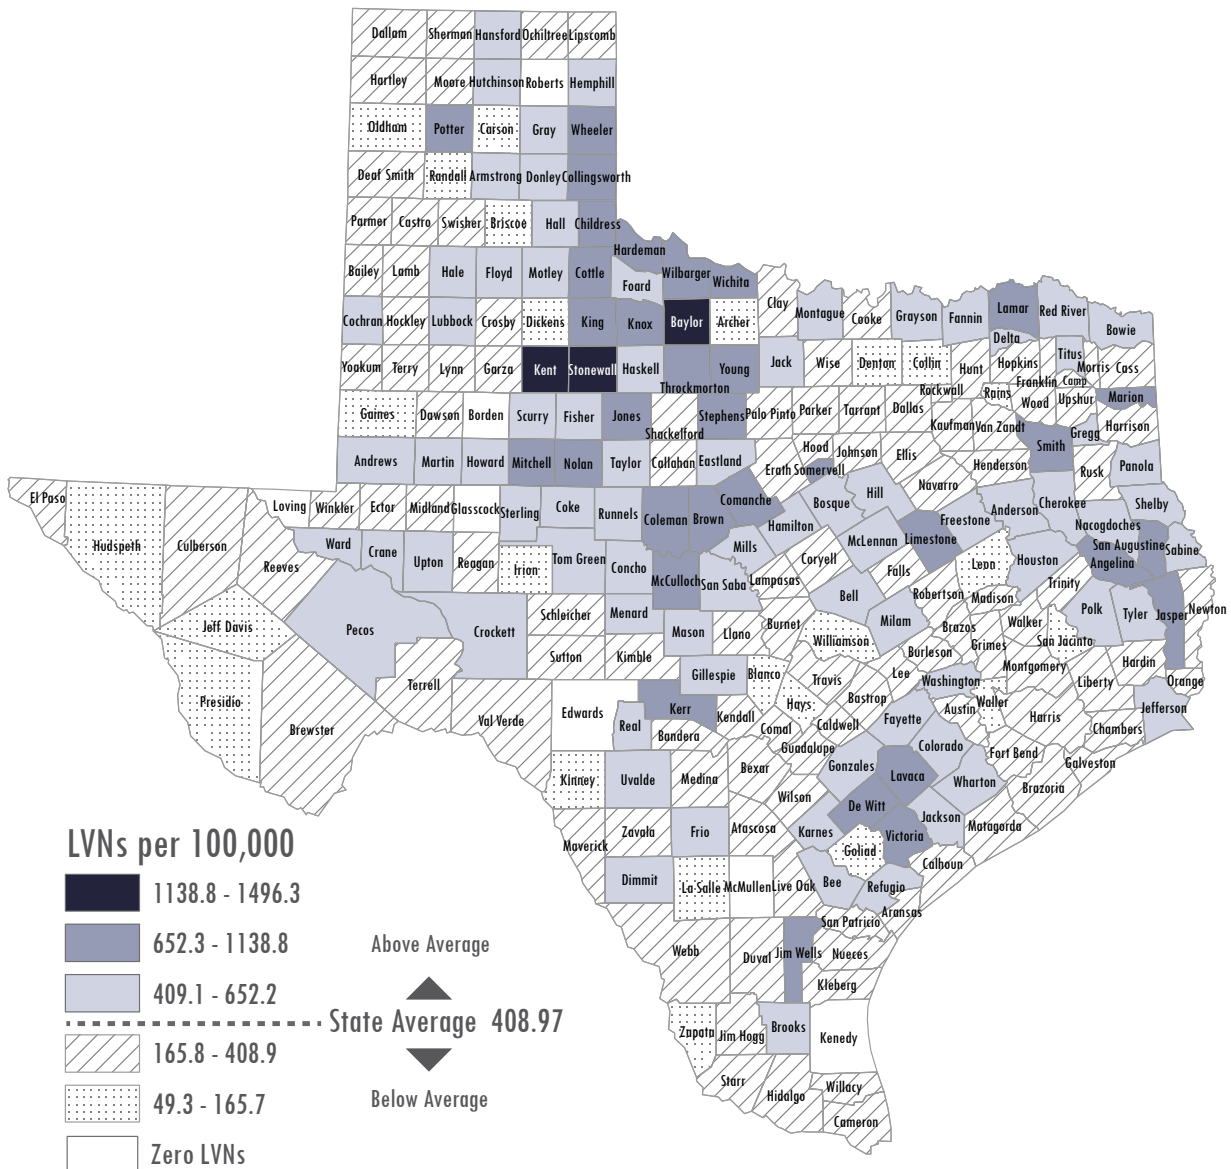 Dallam Sherman Hansford Ochiltree Lipscomb
Hartley Moore Hutchinson Roberts Hemphill
Oldham Potter Carson Gray Wheeler
Deaf Smith Randall Armstrong Donley Collingsworth
Parmer Castro Swisher Briscoe Hall Childress
Hardeman
Bailey Lamb Hale Floyd Motley Cottle Foard Wilbarger Wichita
Clay Montague Cooke Grayson Fannin Lamar Red River Bowie
Cochran Hockley Lubbock Crosby Dickens King Knox Baylor Archer
Delta Titus Morris Cass
Yoakum Terry Lynn Garza Kent Stonewall Haskell Throckmorton Young Jack Wise Denton Collin Hunt Hopkins Franklin Camp
Rockwall Rains Wood Upshur Marion
Gaines Dawson Borden Scurry Fisher Jones Shackelford Stephens Palo Pinto Parker Tarrant Dallas Kaufman Van Zandt Smith Gregg Harrison
Andrews Martin Howard Mitchell Nolan Taylor Callahan Eastland Erath Hood Somervell Johnson Ellis Henderson Rusk Panola
Navarro
El Paso Loving Winkler Ector Midland Glasscock Sterling Coke Runnels Coleman Brown Comanche Bosque Hill Freestone Anderson Cherokee Shelby
Hamilton Nacogdoches
Hudspeth Culberson Reeves Ward Crane Upton Reagan Irion Tom Green Concho McCulloch Mills Coryell McLennan Limestone Leon Houston San Augustine Sabine
Angelina
San Saba Lampasas Falls Trinity
Bell Robertson Madison Polk Tyler Jasper Newton
Jeff Davis Pecos Crockett Schleicher Menard Mason Llano Burnet Williamson Milam Brazos Walker San Jacinto
Grimes
Sutton Kimble Burleson Montgomery Hardin
Presidio Brewster Terrell Val Verde Edwards Gillespie Blanco Travis Lee Washington Liberty Orange
Kerr Hays Bastrop Austin Waller Harris Jefferson
Real Bandera Kendall Comal Caldwell Fayette Chambers
Guadalupe Colorado Fort Bend Galveston
Kinney Uvalde Medina Bexar Gonzales Lavaca Wharton Brazoria
Wilson De Witt
Maverick Zavala Frio Atascosa Karnes Victoria Jackson Matagorda
Goliad Calhoun
Dimmit La Salle McMullen Live Oak Bee Refugio
Aransas
San Patricio
Webb Duval Jim Wells Nueces
Kleberg
Zapata Jim Hogg Brooks Kenedy
Starr Hidalgo Willacy
Cameron
LVNs per 100,000
1138.8 - 1496.3
652.3 - 1138.8
Above Average
409.1 - 652.2
State Average 408.97
165.8 - 408.9
49.3 - 165.7
Below Average
Zero LVNs